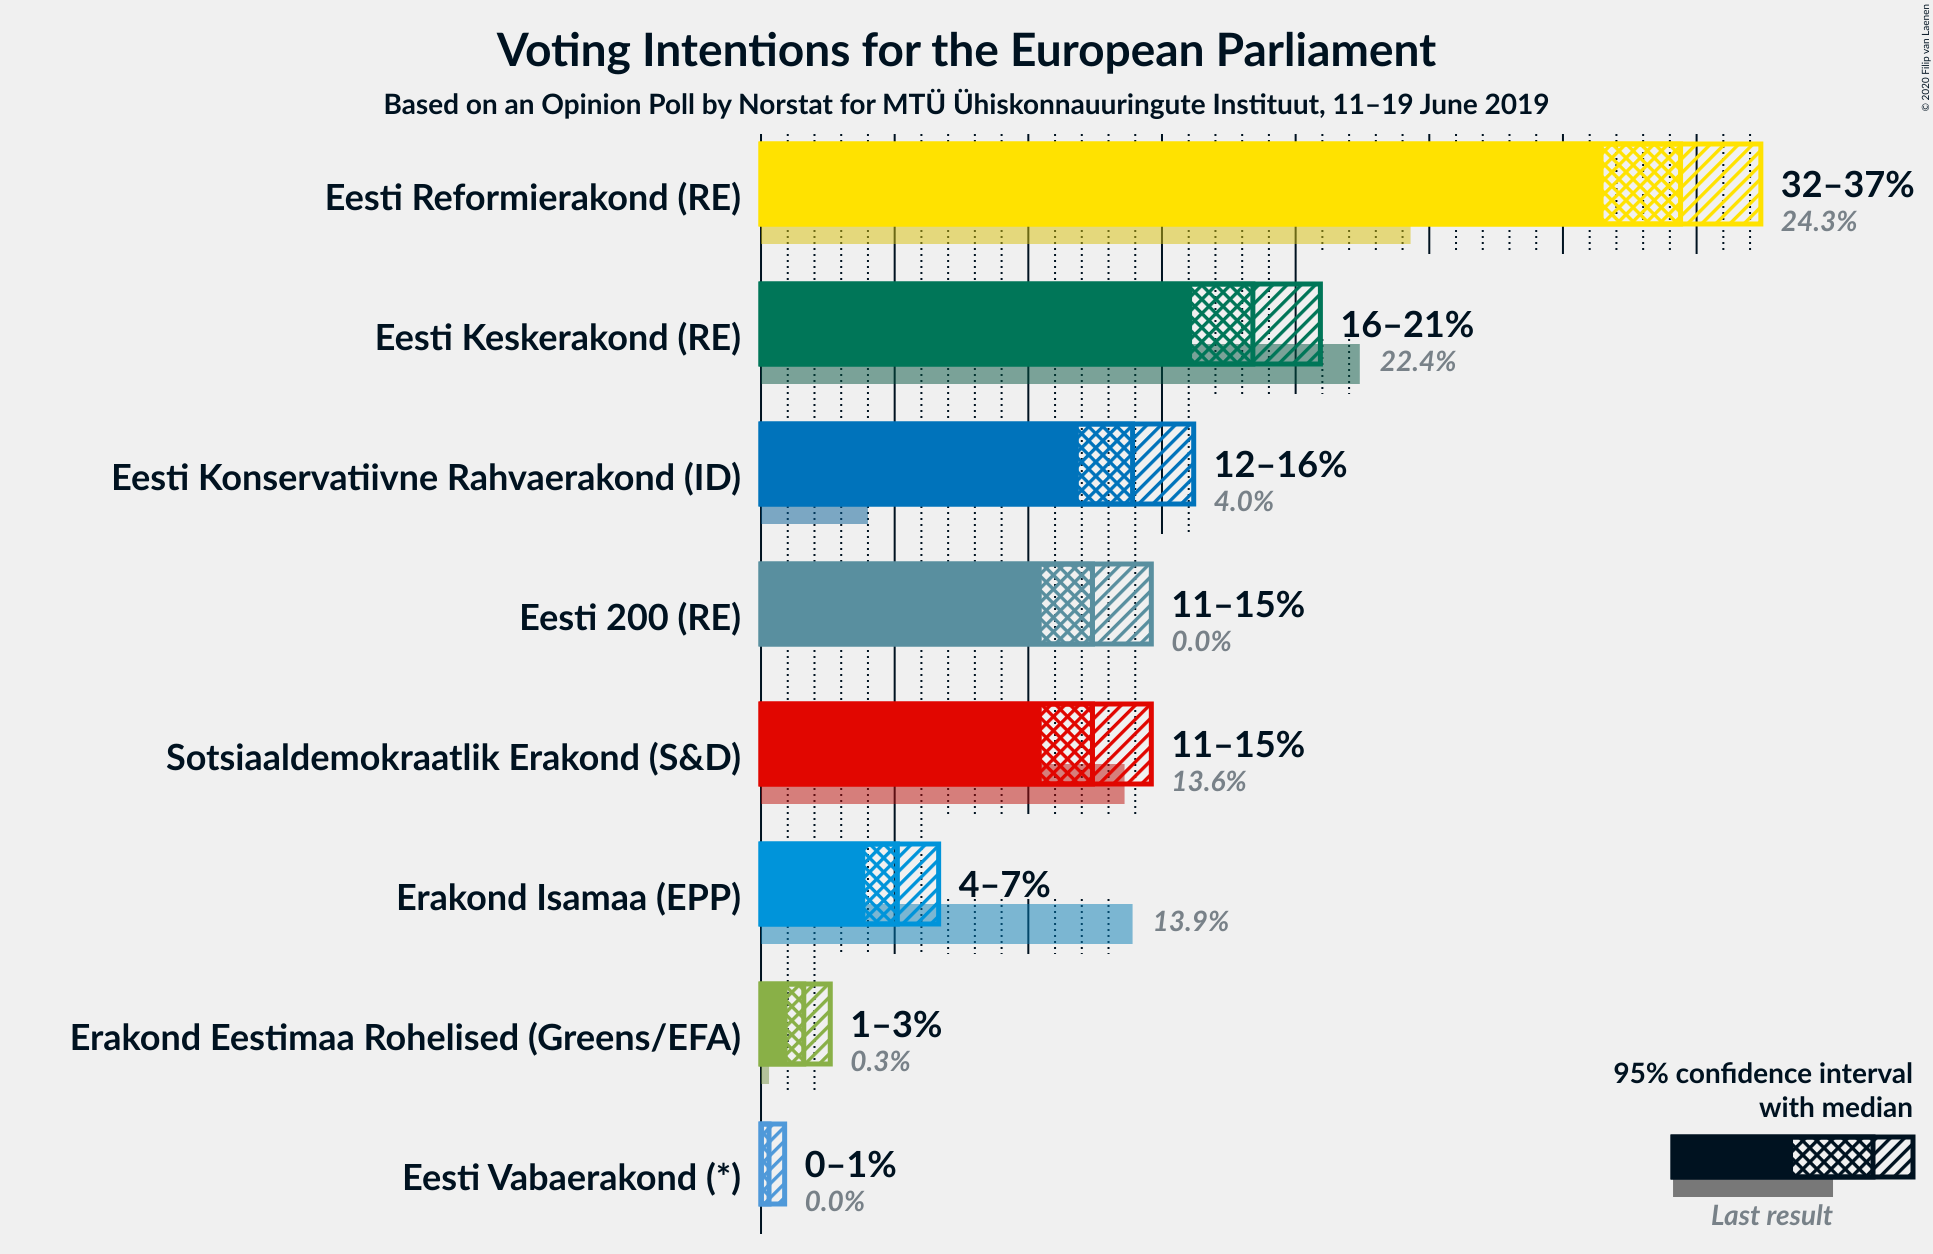 Voting Intentions for the European Parliament
Based on an Opinion Poll by Norstat for MTÜ Ühiskonnauuringute Instituut, 11–19 June 2019
© 2020 Filip van Laenen
Eesti Reformierakond (RE)
32–37%
24.3%
Eesti Keskerakond (RE)
16–21%
22.4%
Eesti Konservatiivne Rahvaerakond (ID)
12–16%
4.0%
Eesti 200 (RE)
11–15%
0.0%
Sotsiaaldemokraatlik Erakond (S&D)
11–15%
13.6%
Erakond Isamaa (EPP)
4–7%
13.9%
Erakond Eestimaa Rohelised (Greens/EFA)
1–3%
0.3%
Eesti Vabaerakond (*)
0–1%
0.0%
95% confidence interval
with median
Last result